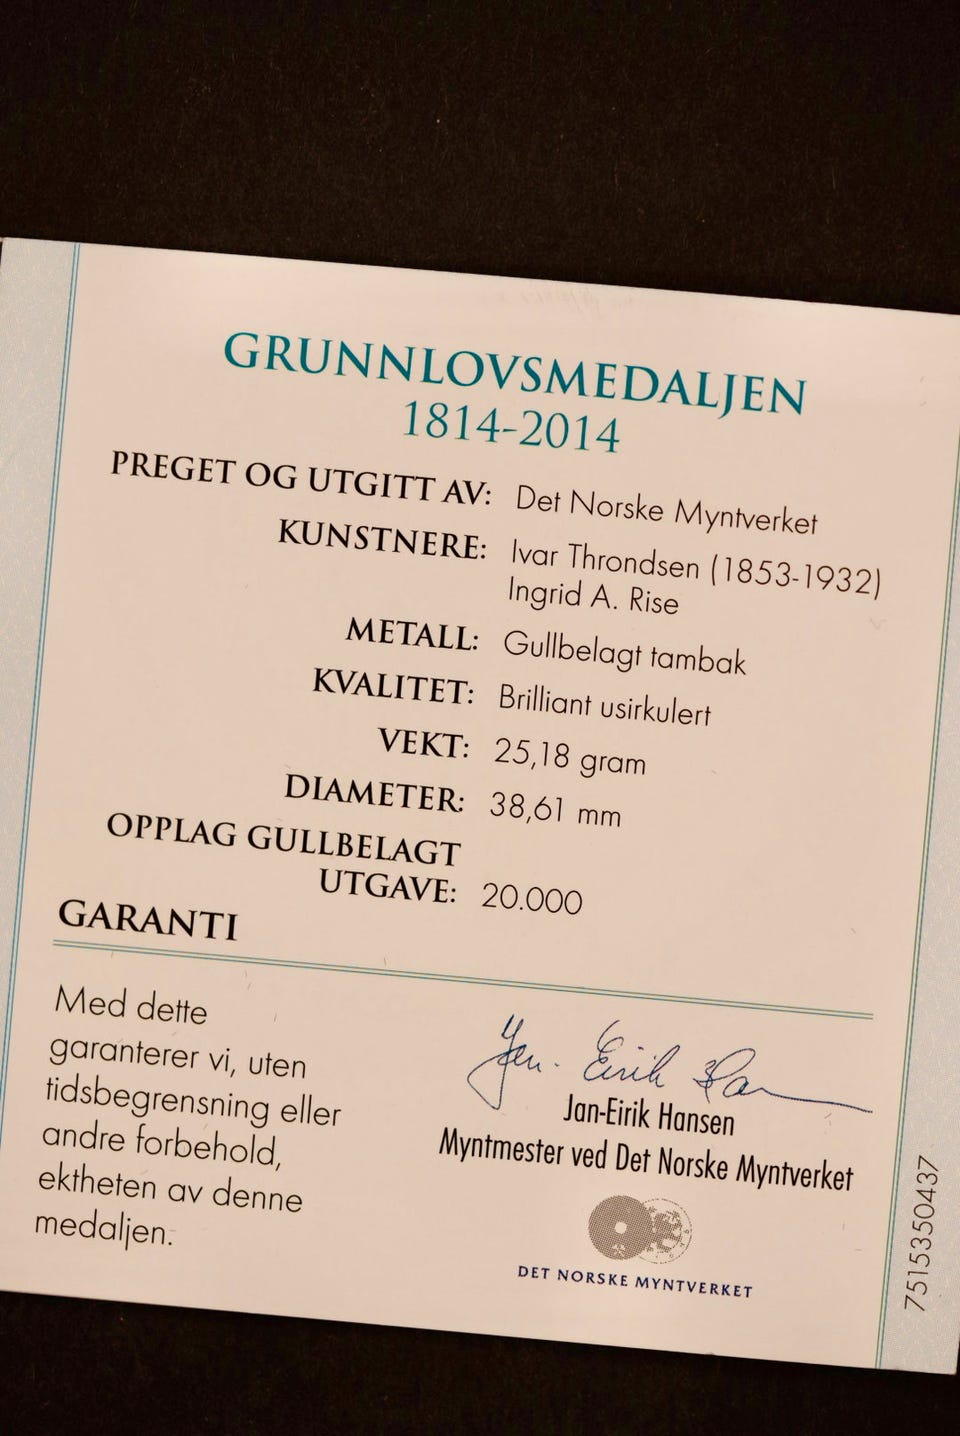 GRUNNLOVSMEDALJEN
1814-2014
PREGET OG UTGITT AV: Det Norske Myntverket
KUNSTNERE: Ivar Throndsen (1853-1932)
Ingrid A. Rise
METALL: Gullbelagt tambak
KVALITET: Brilliant usirkulert
VEKT: 25,18 gram
DIAMETER: 38,61 mm
OPPLAG GULLBELAGT
UTGAVE: 20.000
GARANTI
Med dette
garanterer vi, uten
tidsbegrensning eller
andre forbehold,
ektheten av denne
medaljen.
Jan-Eirik Hansen
Myntmester ved Det Norske Myntverket
DET NORSKE MYNTVERKET
7515350437